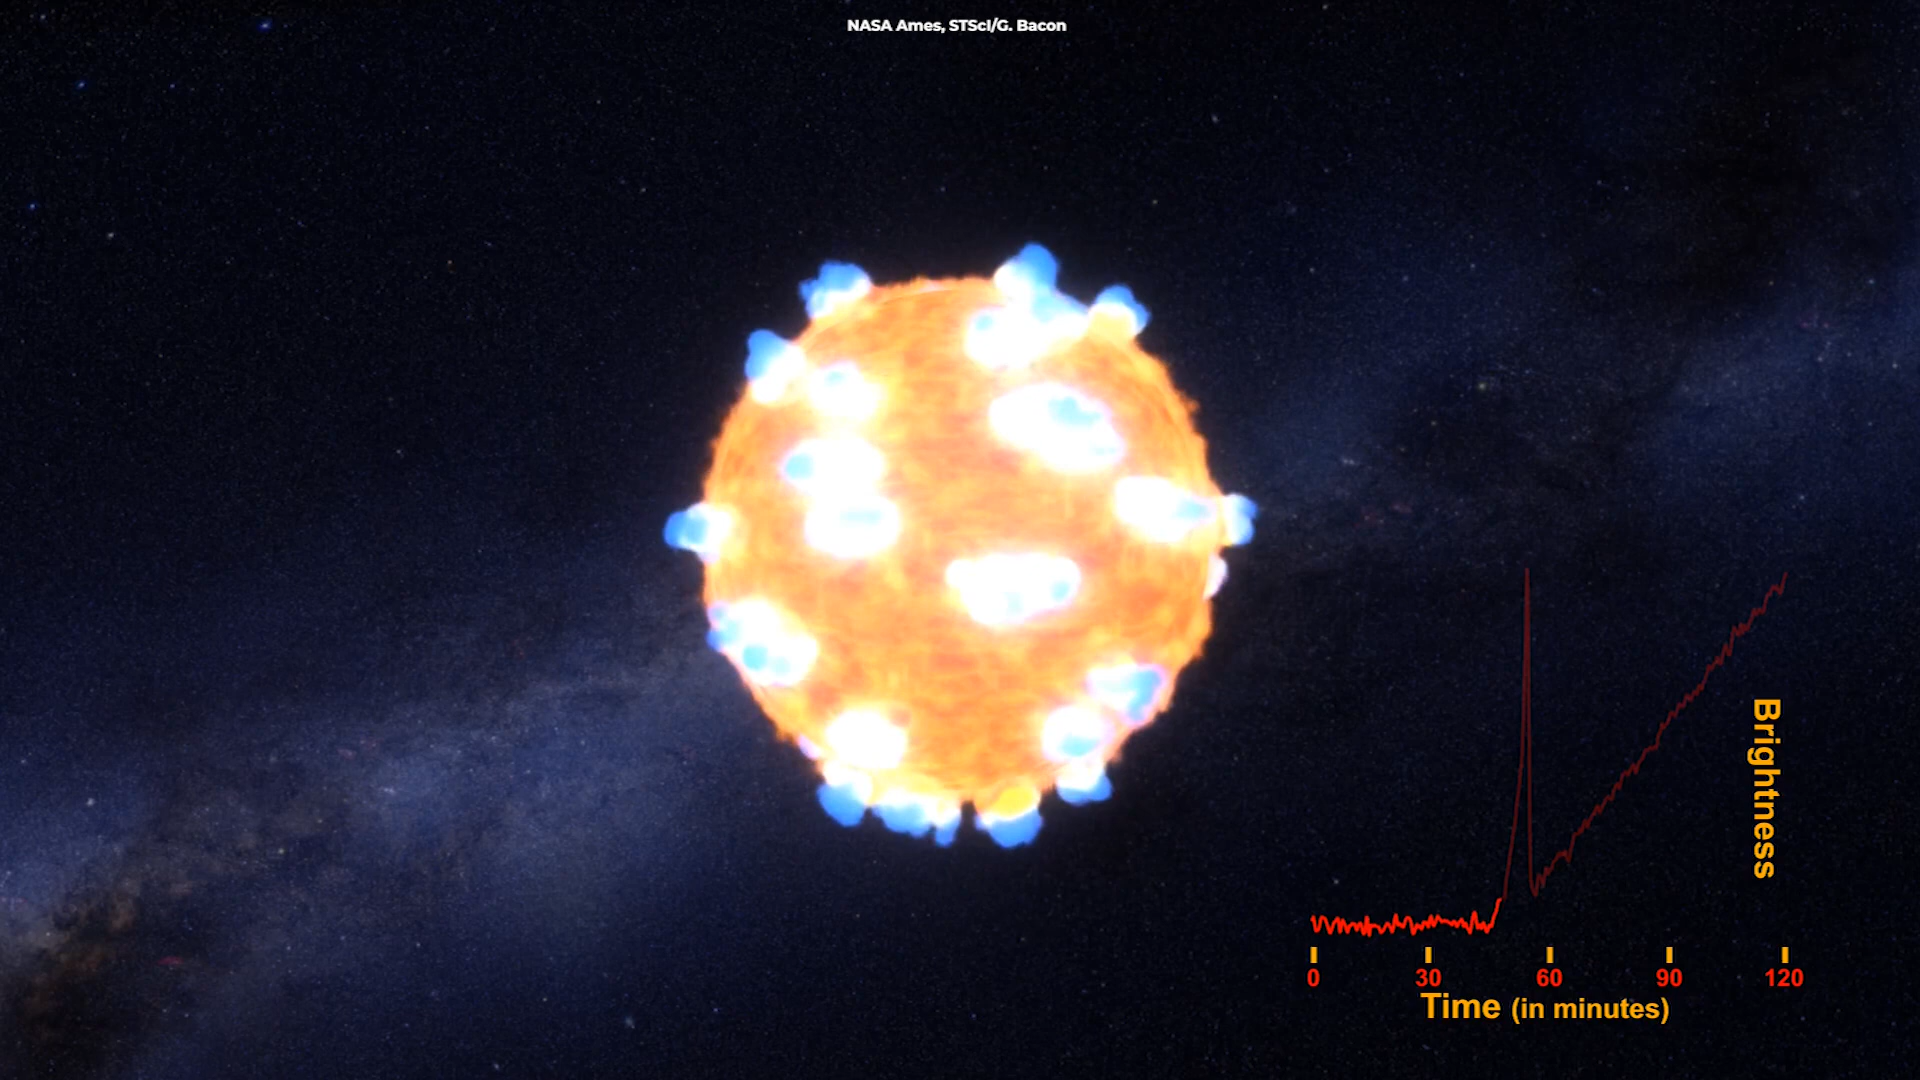 NASA Ames, STScI/G. Bacon
Brightness
0 30 60 90 120
Time (in minutes)